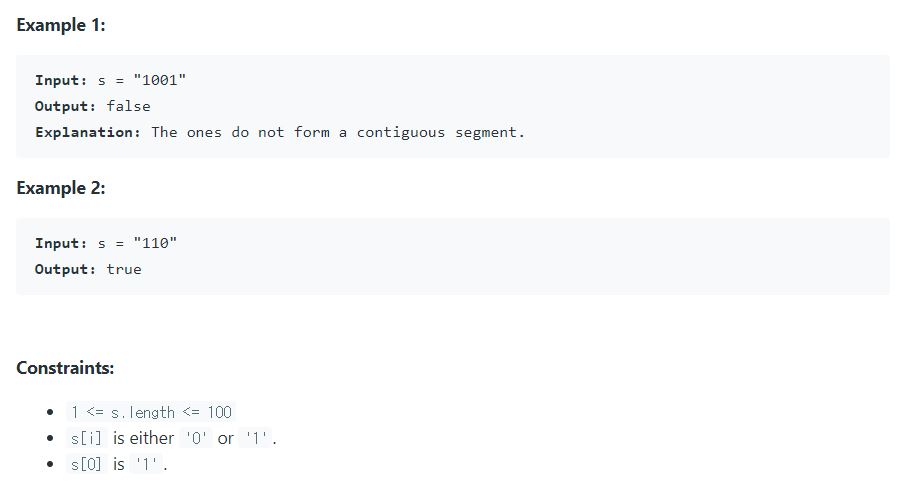 Example 1:
Input: s = "1001"
Output: false
Explanation: The ones do not form a contiguous segment.
Example 2:
Input: s = "110"
Output: true
Constraints:
• 1 <= s.length <= 100
• s[i] is either '0' or '1'.
• s[0] is '1'.